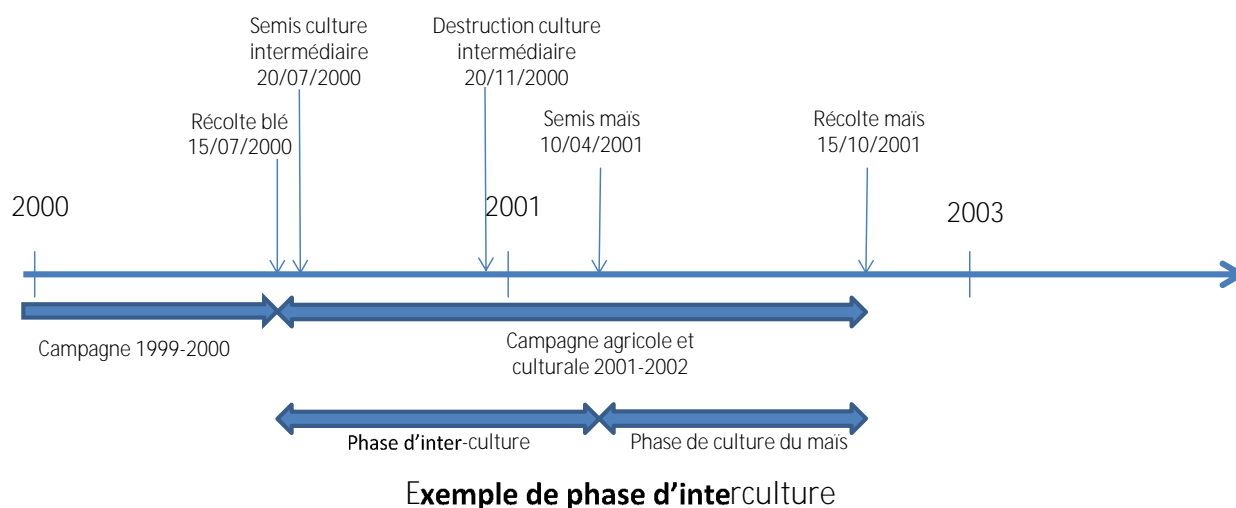 Semis culture
intermédiaire
20/07/2000
Destruction culture
intermédiaire
20/11/2000
Récolte blé
15/07/2000
Semis maïs
10/04/2001
Récolte maïs
15/10/2001
2000
2001
2003
Campagne 1999-2000
Campagne agricole et
culturale 2001-2002
Phase d’inter-culture
Phase de culture du maïs
Exemple de phase d’interculture